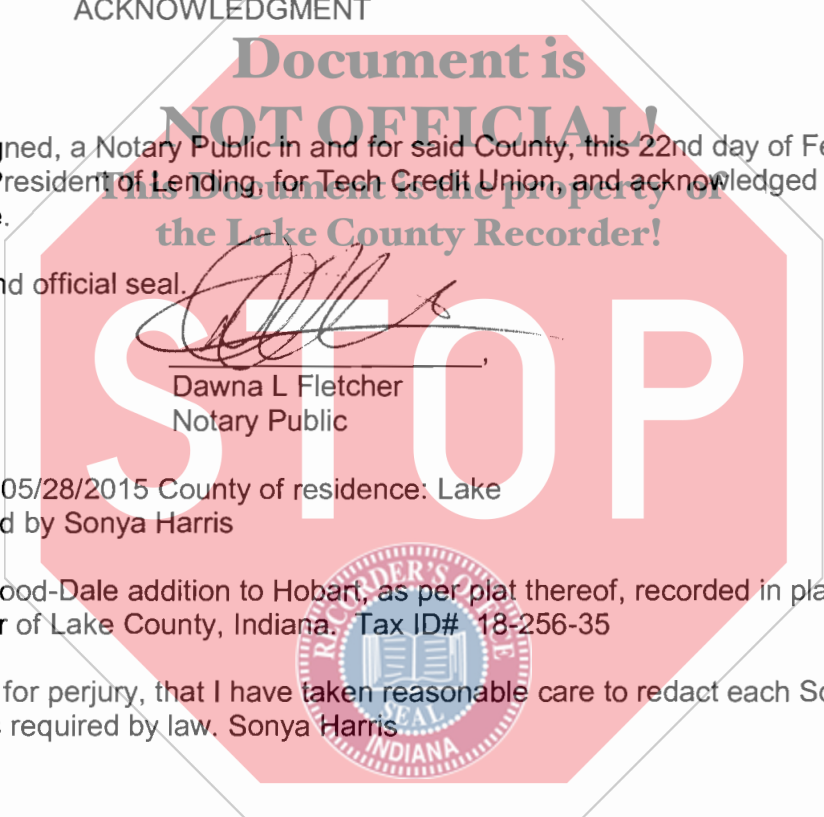 ACKNOWLEDGMENT
Document is
NOT OFFICIAL!
gned, a Notary Public in and for said County, this 22nd day of Fe
President of Lending, for Tech Credit Union, and acknowledged
This Document is the property of
e.
the Lake County Recorder!
nd official seal.
STOP
,
Dawna L Fletcher
Notary Public
05/28/2015 County of residence: Lake
d by Sonya Harris
ood-Dale addition to Hobart, as per plat thereof, recorded in pla
r of Lake County, Indiana. Tax ID# 18-256-35
for perjury, that I have taken reasonable care to redact each So
s required by law. Sonya Harris
RECORDER'S OFFICE
SEAL
INDIANA